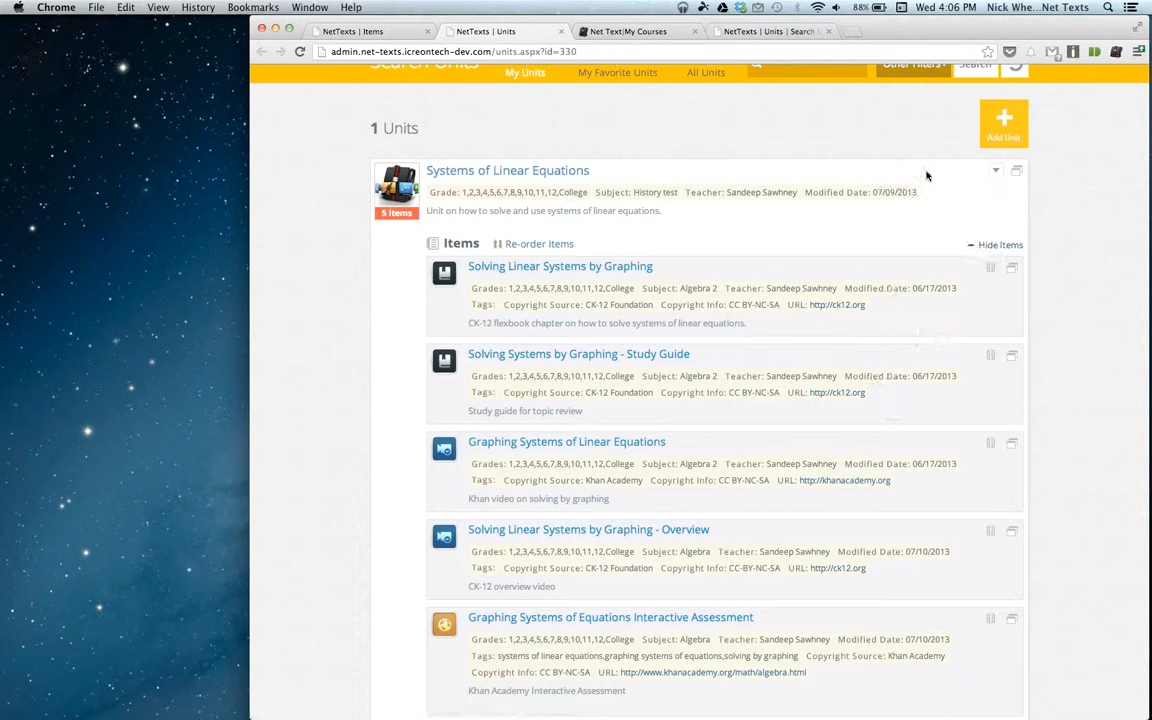 Chrome File Edit View History Bookmarks Window Help 88% Wed 4:06 PM Nick Whe...Net Texts
NetTexts | Items NetTexts | Units Net Text|My Courses NetTexts | Units | Search U
admin.net-texts.icreontech-dev.com/units.aspx?id=330
Search Units My Units My Favorite Units All Units Other Filters Search
1 Units
Add Unit
Systems of Linear Equations
Grade: 1,2,3,4,5,6,7,8,9,10,11,12,College Subject: History test Teacher: Sandeep Sawhney Modified Date: 07/09/2013
5 items
Unit on how to solve and use systems of linear equations.
Items Re-order Items Hide Items
Solving Linear Systems by Graphing
Grades: 1,2,3,4,5,6,7,8,9,10,11,12,College Subject: Algebra 2 Teacher: Sandeep Sawhney Modified Date: 06/17/2013
Tags: Copyright Source: CK-12 Foundation Copyright Info: CC BY-NC-SA URL: http://ck12.org
CK-12 flexbook chapter on how to solve systems of linear equations.
Solving Systems by Graphing - Study Guide
Grades: 1,2,3,4,5,6,7,8,9,10,11,12,College Subject: Algebra 2 Teacher: Sandeep Sawhney Modified Date: 06/17/2013
Tags: Copyright Source: CK-12 Foundation Copyright Info: CC BY-NC-SA URL: http://ck12.org
Study guide for topic review
Graphing Systems of Linear Equations
Grades: 1,2,3,4,5,6,7,8,9,10,11,12,College Subject: Algebra 2 Teacher: Sandeep Sawhney Modified Date: 06/17/2013
Tags: Copyright Source: Khan Academy Copyright Info: CC BY-NC-SA URL: http://khanacademy.org
Khan video on solving by graphing
Solving Linear Systems by Graphing - Overview
Grades: 1,2,3,4,5,6,7,8,9,10,11,12,College Subject: Algebra Teacher: Sandeep Sawhney Modified Date: 07/10/2013
Tags: Copyright Source: CK-12 Foundation Copyright Info: CC-BY-NC-SA URL: http://ck12.org
CK-12 overview video
Graphing Systems of Equations Interactive Assessment
Grades: 1,2,3,4,5,6,7,8,9,10,11,12,College Subject: Algebra Teacher: Sandeep Sawhney Modified Date: 07/10/2013
Tags: systems of linear equations,graphing systems of equations,solving by graphing Copyright Source: Khan Academy
Copyright Info: CC BY-NC-SA URL: http://www.khanacademy.org/math/algebra.html
Khan Academy Interactive Assessment